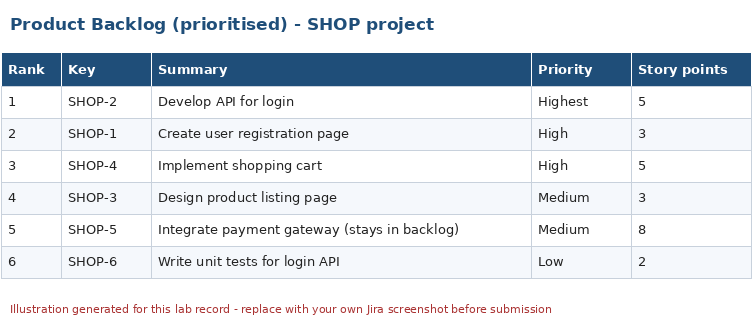 Product Backlog (prioritised) - SHOP project
Rank Key Summary Priority Story points
1 SHOP-2 Develop API for login Highest 5
2 SHOP-1 Create user registration page High 3
3 SHOP-4 Implement shopping cart High 5
4 SHOP-3 Design product listing page Medium 3
5 SHOP-5 Integrate payment gateway (stays in backlog) Medium 8
6 SHOP-6 Write unit tests for login API Low 2
Illustration generated for this lab record - replace with your own Jira screenshot before submission